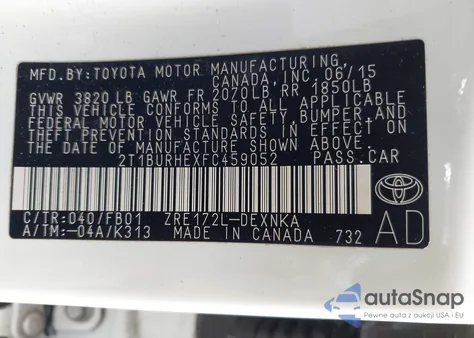 MFD.BY:TOYOTA MOTOR MANUFACTURING,
CANADA, INC. 06/15
GVWR 3820 LB GAWR FR 2070LB, RR 1850LB
THIS VEHICLE CONFORMS TO ALL APPLICABLE
FEDERAL MOTOR VEHICLE SAFETY, BUMPER, AND
THEFT PREVENTION STANDARDS IN EFFECT ON
THE DATE OF MANUFACTURE SHOWN ABOVE.
2T1BURHEXFC459052 PASS.CAR
C/TR:040/FB01 ZRE172L-DEXNKA
A/TM:-04A/K313 MADE IN CANADA 732
AD
autoSnap
Pewne auta z aukcji USA i EU